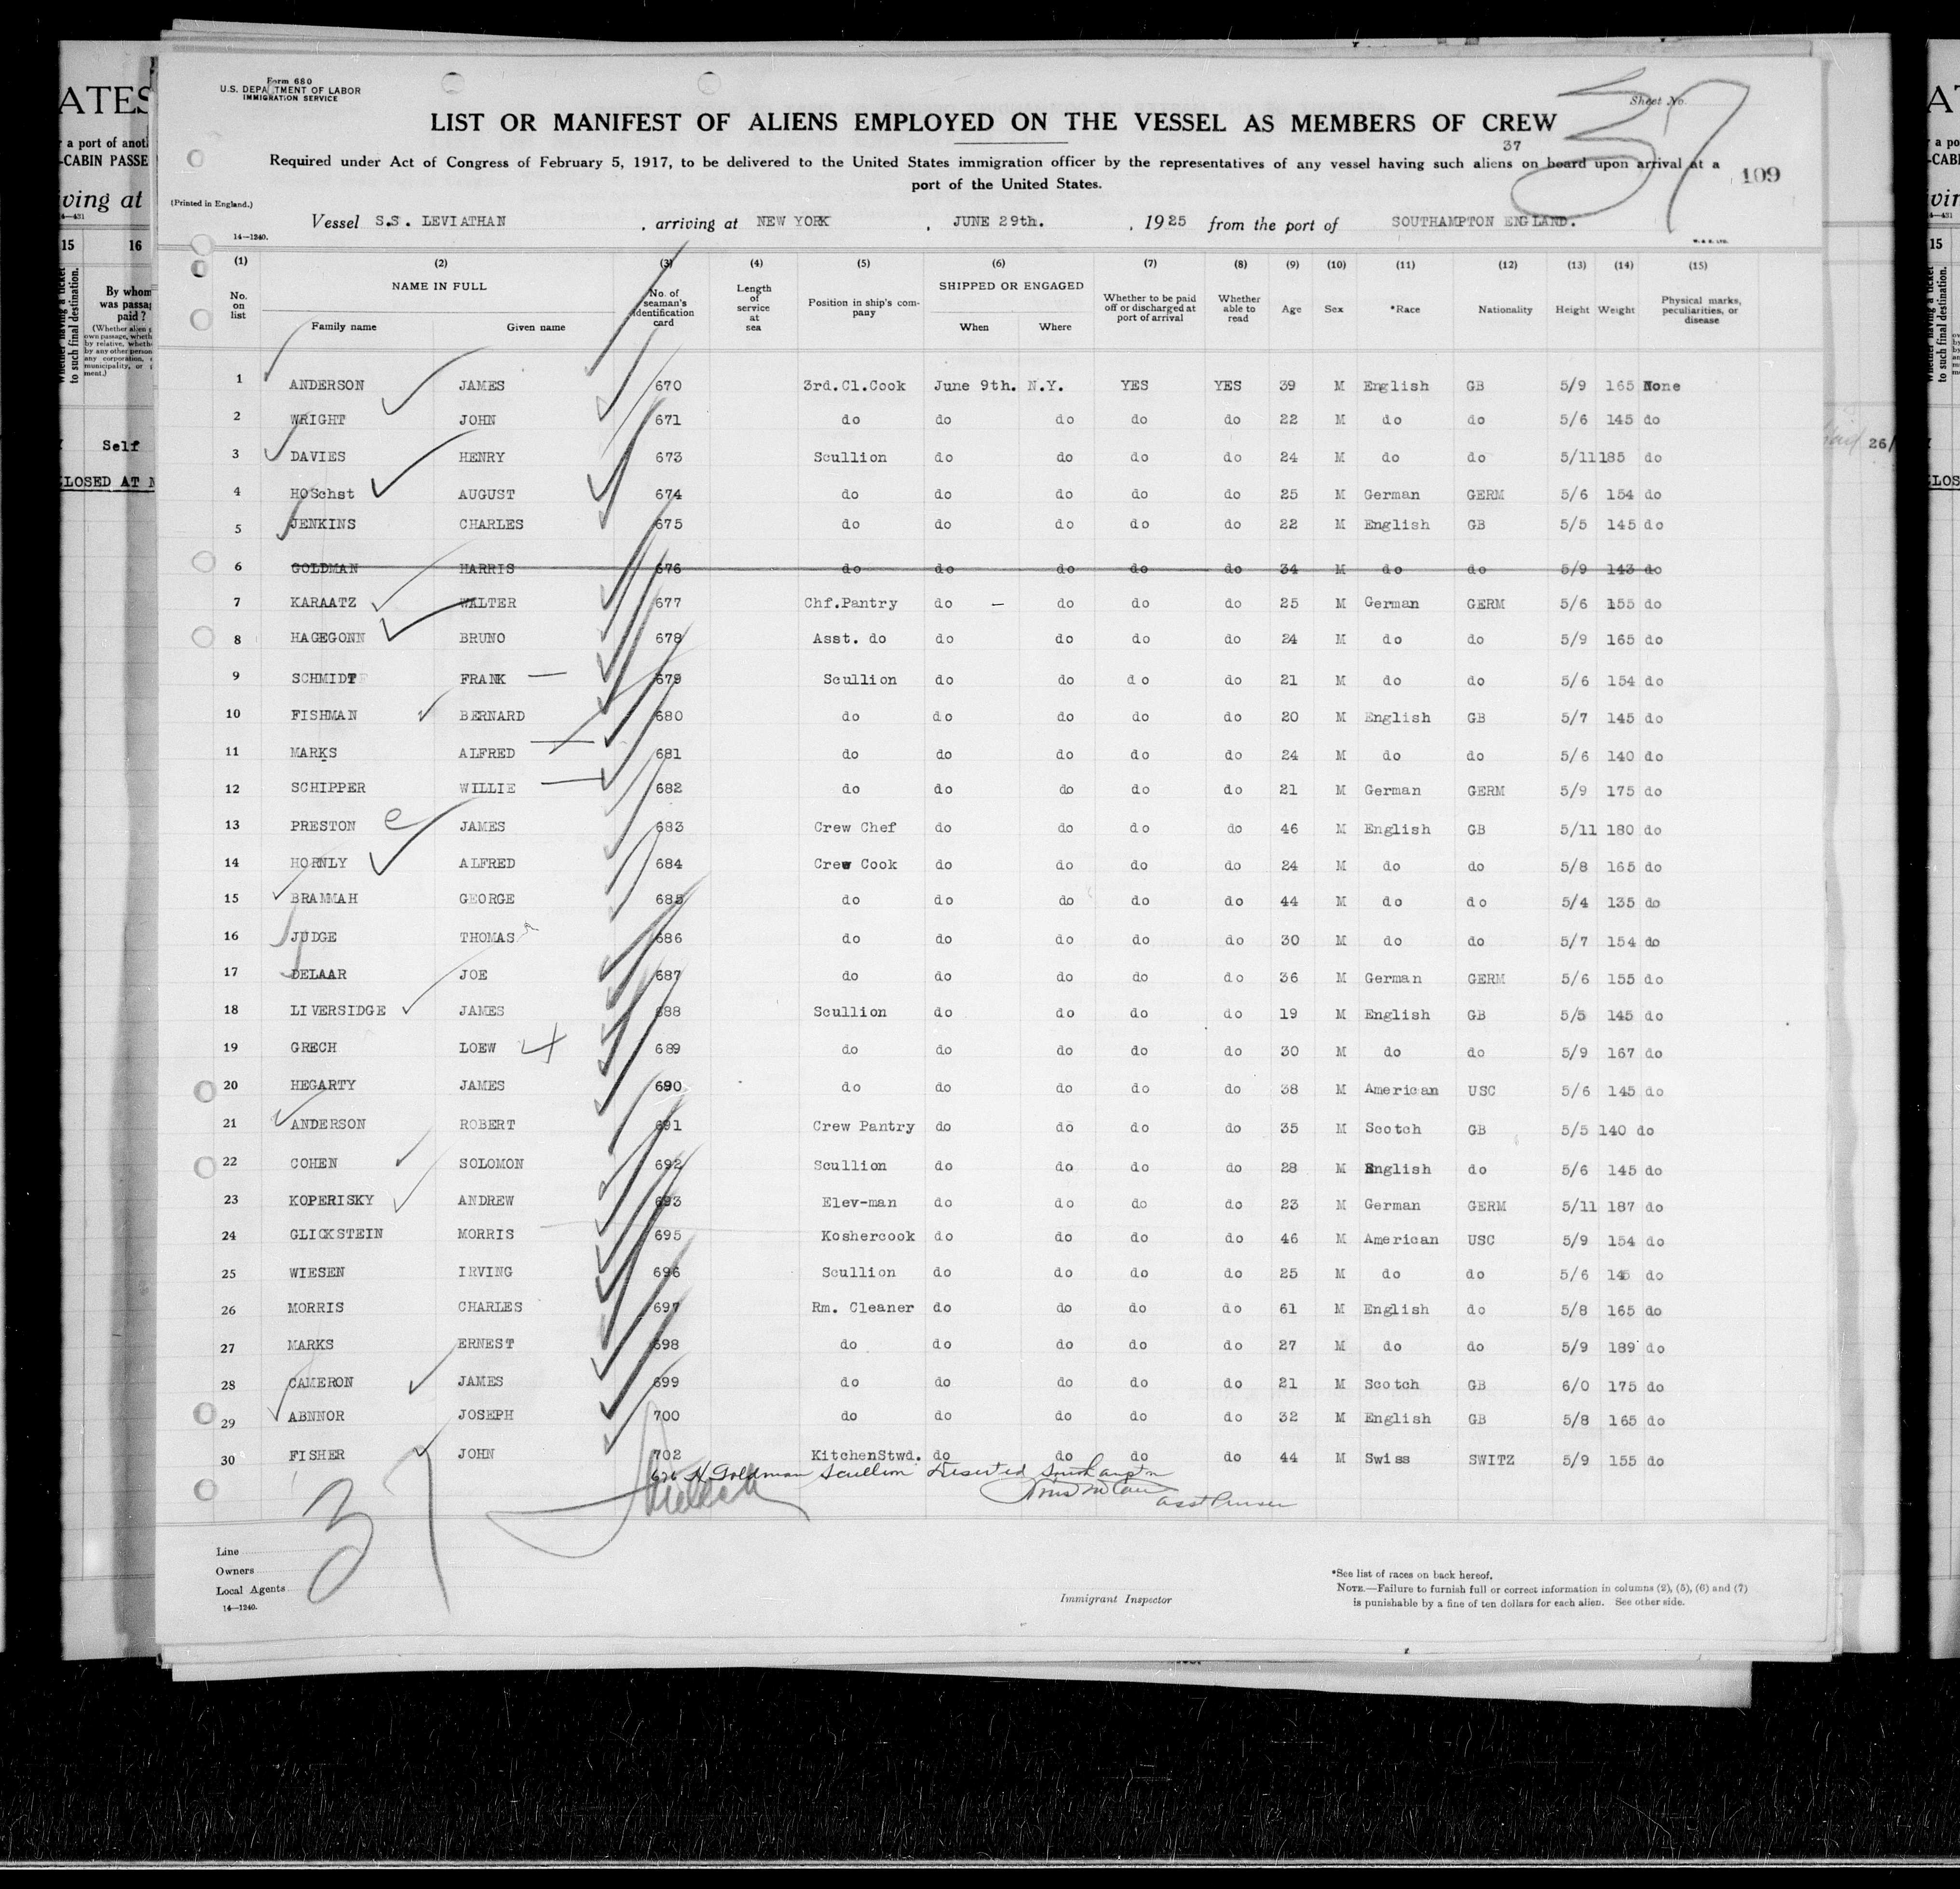 Form 680
U.S. DEPARTMENT OF LABOR
IMMIGRATION SERVICE
Sheet No.
37
LIST OR MANIFEST OF ALIENS EMPLOYED ON THE VESSEL AS MEMBERS OF CREW
37
Required under Act of Congress of February 5, 1917, to be delivered to the United States immigration officer by the representatives of any vessel having such aliens on board upon arrival at a
port of the United States.
109
(Printed in England.)
Vessel S.S. LEVIATHAN , arriving at NEW YORK , JUNE 29th. , 1925 from the port of SOUTHAMPTON ENGLAND.
14—1240.
(1) (2) (3) (4) (5) (6) (7) (8) (9) (10) (11) (12) (13) (14) (15)
No. on list NAME IN FULL Family name Given name No. of seaman's identification card Length of service at sea Position in ship's company SHIPPED OR ENGAGED When Where Whether to be paid off or discharged at port of arrival Whether able to read Age Sex *Race Nationality Height Weight Physical marks, peculiarities, or disease
1 ANDERSON JAMES 670 3rd.Cl.Cook June 9th. N.Y. YES YES 39 M English GB 5/9 165 None
2 WRIGHT JOHN 671 do do do do do 22 M do do 5/6 145 do
3 DAVIES HENRY 673 Scullion do do do do 24 M do do 5/11 185 do
4 HOSchst AUGUST 674 do do do do do 25 M German GERM 5/6 154 do
5 JENKINS CHARLES 675 do do do do do 22 M English GB 5/5 145 do
6 GOLDMAN HARRIS 676 do do do do do 34 M do do 5/9 143 do
7 KARAATZ WALTER 677 Chf.Pantry do — do do do 25 M German GERM 5/6 155 do
8 HAGEGONN BRUNO 678 Asst. do do do do do 24 M do do 5/9 165 do
9 SCHMIDT FRANK 679 Scullion do do do do 21 M do do 5/6 154 do
10 FISHMAN BERNARD 680 do do do do do 20 M English GB 5/7 145 do
11 MARKS ALFRED 681 do do do do do 24 M do do 5/6 140 do
12 SCHIPPER WILLIE 682 do do do do do 21 M German GERM 5/9 175 do
13 PRESTON JAMES 683 Crew Chef do do do do 46 M English GB 5/11 180 do
14 HORNLY ALFRED 684 Crew Cook do do do do 24 M do do 5/8 165 do
15 BRAMMAH GEORGE 685 do do do do do 44 M do do 5/4 135 do
16 JUDGE THOMAS 686 do do do do do 30 M do do 5/7 154 do
17 DELAAR JOE 687 do do do do do 36 M German GERM 5/6 155 do
18 LIVERSIDGE JAMES 688 Scullion do do do do 19 M English GB 5/5 145 do
19 GRECH LOEW 689 do do do do do 30 M do do 5/9 167 do
20 HEGARTY JAMES 690 do do do do do 38 M American USC 5/6 145 do
21 ANDERSON ROBERT 691 Crew Pantry do do do do 35 M Scotch GB 5/5 140 do
22 COHEN SOLOMON 692 Scullion do do do do 28 M English do 5/6 145 do
23 KOPERISKY ANDREW 693 Elev-man do do do do 23 M German GERM 5/11 187 do
24 GLICKSTEIN MORRIS 695 Koshercook do do do do 46 M American USC 5/9 154 do
25 WIESEN IRVING 696 Scullion do do do do 25 M do do 5/6 145 do
26 MORRIS CHARLES 697 Rm. Cleaner do do do do 61 M English do 5/8 165 do
27 MARKS ERNEST 698 do do do do do 27 M do do 5/9 189 do
28 CAMERON JAMES 699 do do do do do 21 M Scotch GB 6/0 175 do
29 ABNNOR JOSEPH 700 do do do do do 32 M English GB 5/8 165 do
30 FISHER JOHN 702 KitchenStwd. do do do do 44 M Swiss SWITZ 5/9 155 do
676 H Goldman Scullion Deserted Southampton
Asst Purser
37
Line
Owners
Local Agents
14—1240.
Immigrant Inspector
*See list of races on back hereof.
NOTE.—Failure to furnish full or correct information in columns (2), (5), (6) and (7)
is punishable by a fine of ten dollars for each alien. See other side.
ATES
r a port of anot
-CABIN PASSE
iving at
14—431
15 16
Whether having a ticket to such final destination.
By whom
was passa
paid ?
Self
LOSED AT N
26/